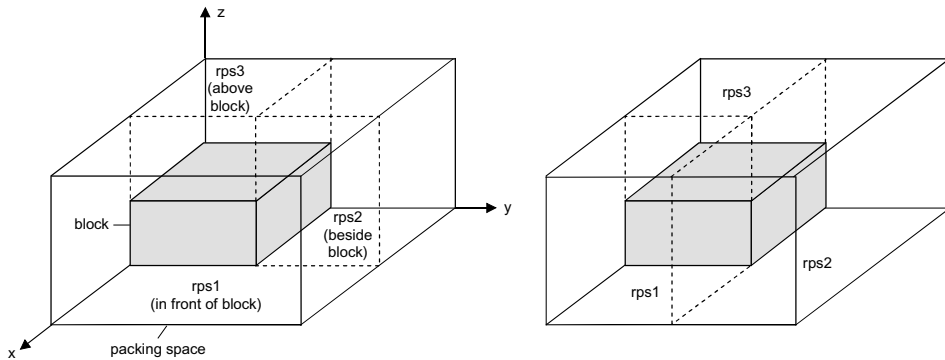 z
rps3
(above
block)
rps3
block
y
rps2
(beside
block)
rps2
rps1
(in front of block)
rps1
x
packing space